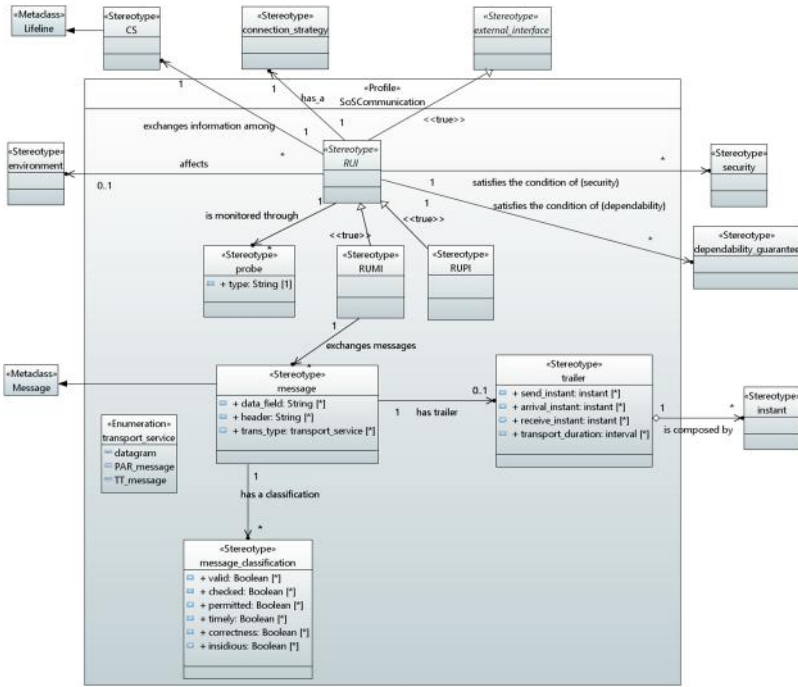 «Metaclass»
Lifeline
«Stereotype»
CS
«Stereotype»
connection_strategy
«Stereotype»
external_interface
«Profile»
SoSCommunication
1
1
has_a
1
1
<<true>>
exchanges information among
«Stereotype»
environment
0..1
affects
*
«Stereotype»
RUI
*
«Stereotype»
security
1
satisfies the condition of (security)
1
satisfies the condition of (dependability)
*
«Stereotype»
dependability_guarantee
1
is monitored through
*
<<true>>
<<true>>
«Stereotype»
probe
+ type: String [1]
«Stereotype»
RUMI
«Stereotype»
RUPI
1
exchanges messages
*
«Metaclass»
Message
«Stereotype»
message
+ data_field: String [*]
+ header: String [*]
+ trans_type: transport_service [*]
1
has trailer
0..1
«Stereotype»
trailer
+ send_instant: instant [*]
+ arrival_instant: instant [*]
+ receive_instant: instant [*]
+ transport_duration: interval [*]
1
is composed by
*
«Stereotype»
instant
«Enumeration»
transport_service
datagram
PAR_message
TT_message
1
has a classification
*
«Stereotype»
message_classification
+ valid: Boolean [*]
+ checked: Boolean [*]
+ permitted: Boolean [*]
+ timely: Boolean [*]
+ correctness: Boolean [*]
+ insidious: Boolean [*]